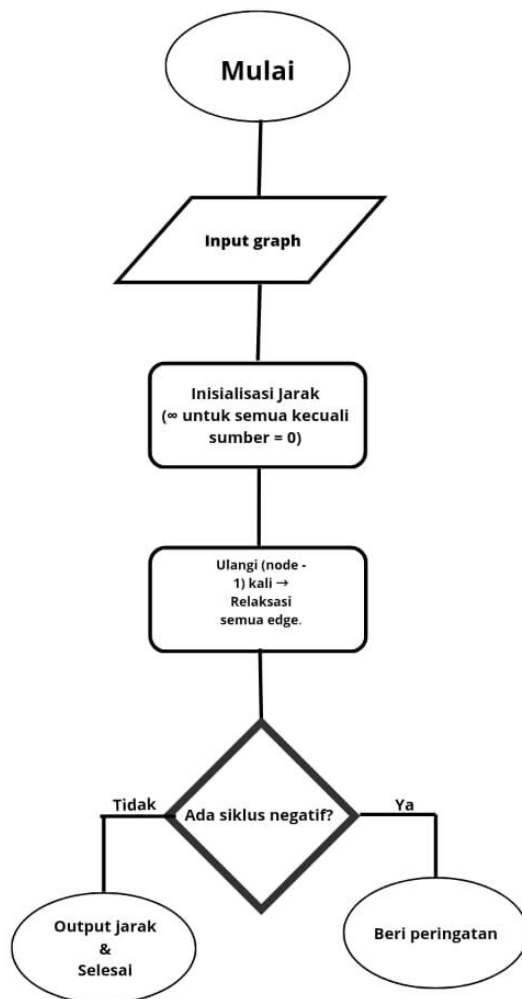 Mulai
Input graph
Inisialisasi Jarak
(∞ untuk semua kecuali
sumber = 0)
Ulangi (node -
1) kali →
Relaksasi
semua edge.
Ada siklus negatif?
Tidak
Ya
Output jarak
&
Selesai
Beri peringatan